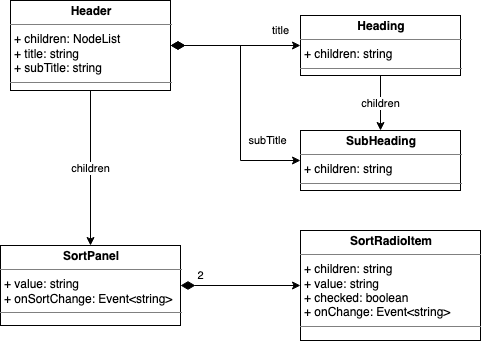 Header
+ children: NodeList
+ title: string
+ subTitle: string
title
Heading
+ children: string
children
subTitle
SubHeading
+ children: string
children
SortPanel
+ value: string
+ onSortChange: Event<string>
2
SortRadioItem
+ children: string
+ value: string
+ checked: boolean
+ onChange: Event<string>